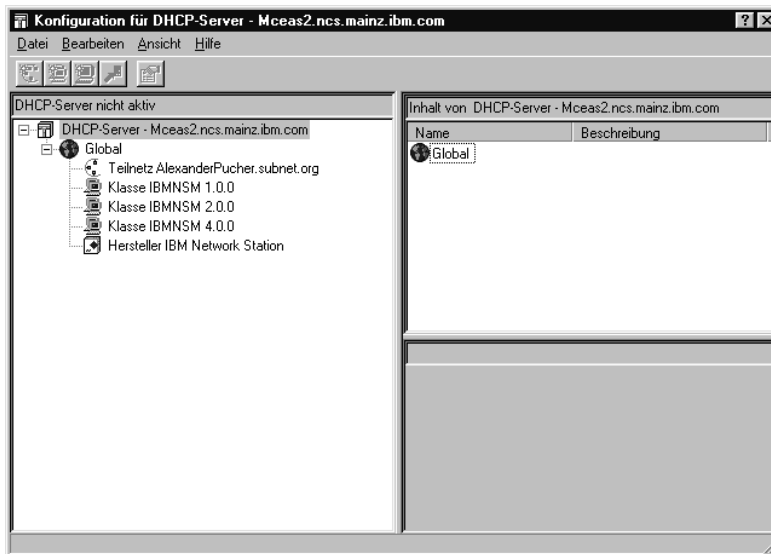 Konfiguration für DHCP-Server - Mceas2.ncs.mainz.ibm.com
Datei Bearbeiten Ansicht Hilfe
DHCP-Server nicht aktiv
DHCP-Server - Mceas2.ncs.mainz.ibm.com
Global
Teilnetz AlexanderPucher.subnet.org
Klasse IBMNSM 1.0.0
Klasse IBMNSM 2.0.0
Klasse IBMNSM 4.0.0
Hersteller IBM Network Station
Inhalt von DHCP-Server - Mceas2.ncs.mainz.ibm.com
Name Beschreibung
Global